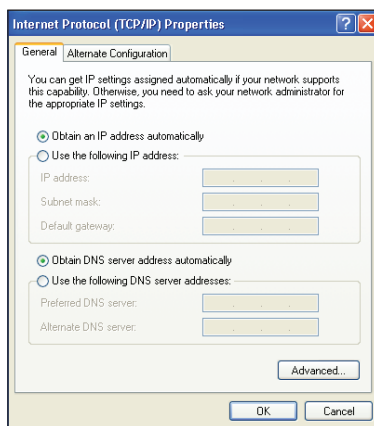 Internet Protocol (TCP/IP) Properties
General
Alternate Configuration
You can get IP settings assigned automatically if your network supports
this capability. Otherwise, you need to ask your network administrator for
the appropriate IP settings.
Obtain an IP address automatically
Use the following IP address:
IP address:
Subnet mask:
Default gateway:
Obtain DNS server address automatically
Use the following DNS server addresses:
Preferred DNS server:
Alternate DNS server:
Advanced...
OK
Cancel